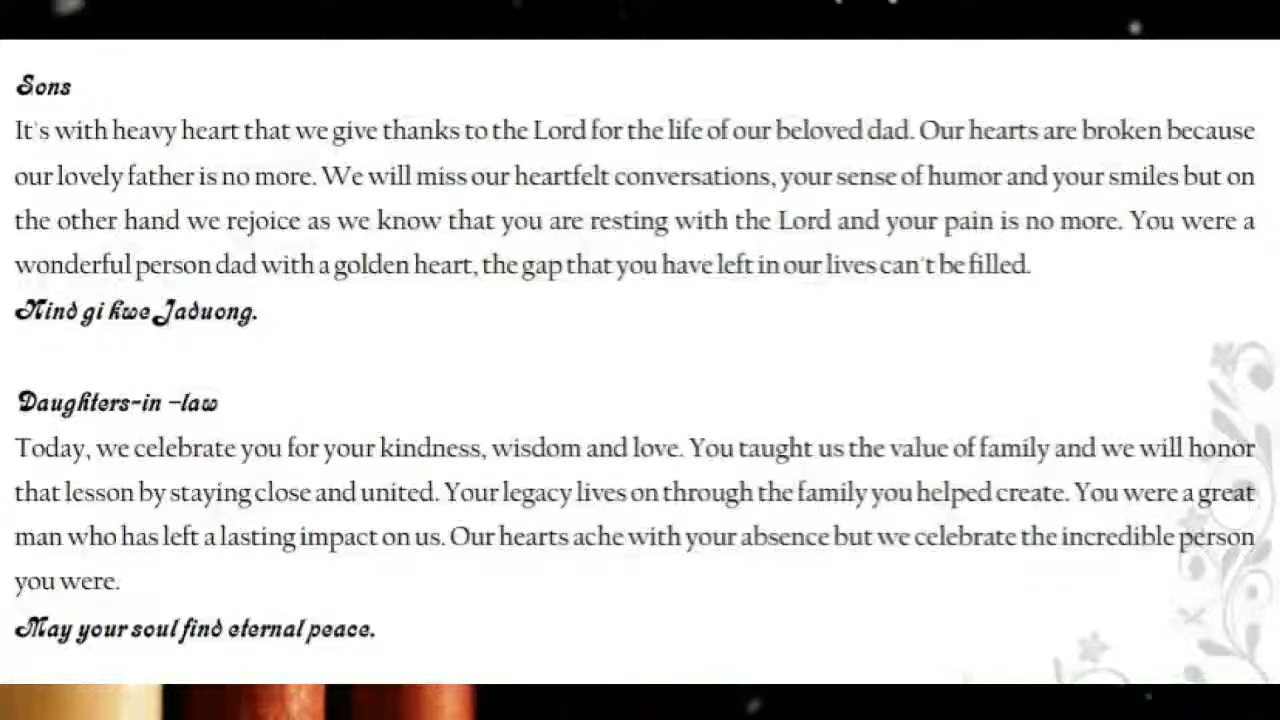 Sons
It's with heavy heart that we give thanks to the Lord for the life of our beloved dad. Our hearts are broken because
our lovely father is no more. We will miss our heartfelt conversations, your sense of humor and your smiles but on
the other hand we rejoice as we know that you are resting with the Lord and your pain is no more. You were a
wonderful person dad with a golden heart, the gap that you have left in our lives can't be filled.
Nind gi kwe Jaduong.
Daughters-in –law
Today, we celebrate you for your kindness, wisdom and love. You taught us the value of family and we will honor
that lesson by staying close and united. Your legacy lives on through the family you helped create. You were a great
man who has left a lasting impact on us. Our hearts ache with your absence but we celebrate the incredible person
you were.
May your soul find eternal peace.